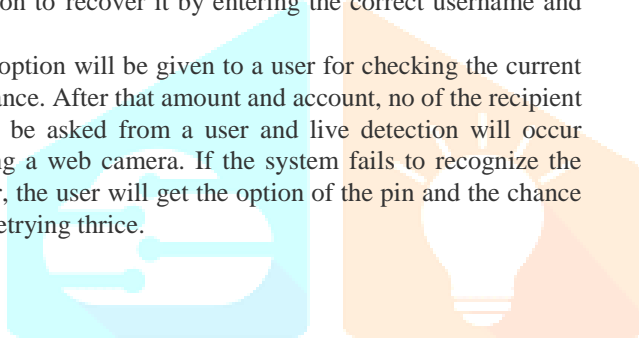 on to recover it by entering the correct username and
option will be given to a user for checking the current
ance. After that amount and account, no of the recipient
be asked from a user and live detection will occur
ng a web camera. If the system fails to recognize the
r, the user will get the option of the pin and the chance
etrying thrice.